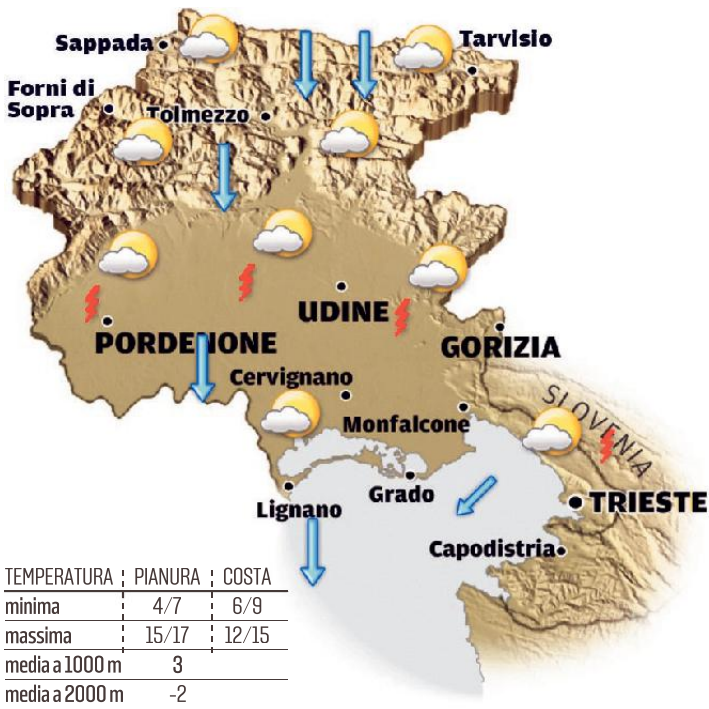 Sappada
Tarvisio
Forni di
Sopra
Tolmezzo
UDINE
PORDENONE
GORIZIA
Cervignano
SLOVENIA
Monfalcone
Grado
Lignano
TRIESTE
Capodistria
TEMPERATURA PIANURA COSTA
minima 4/7 6/9
massima 15/17 12/15
media a 1000 m 3
media a 2000 m -2